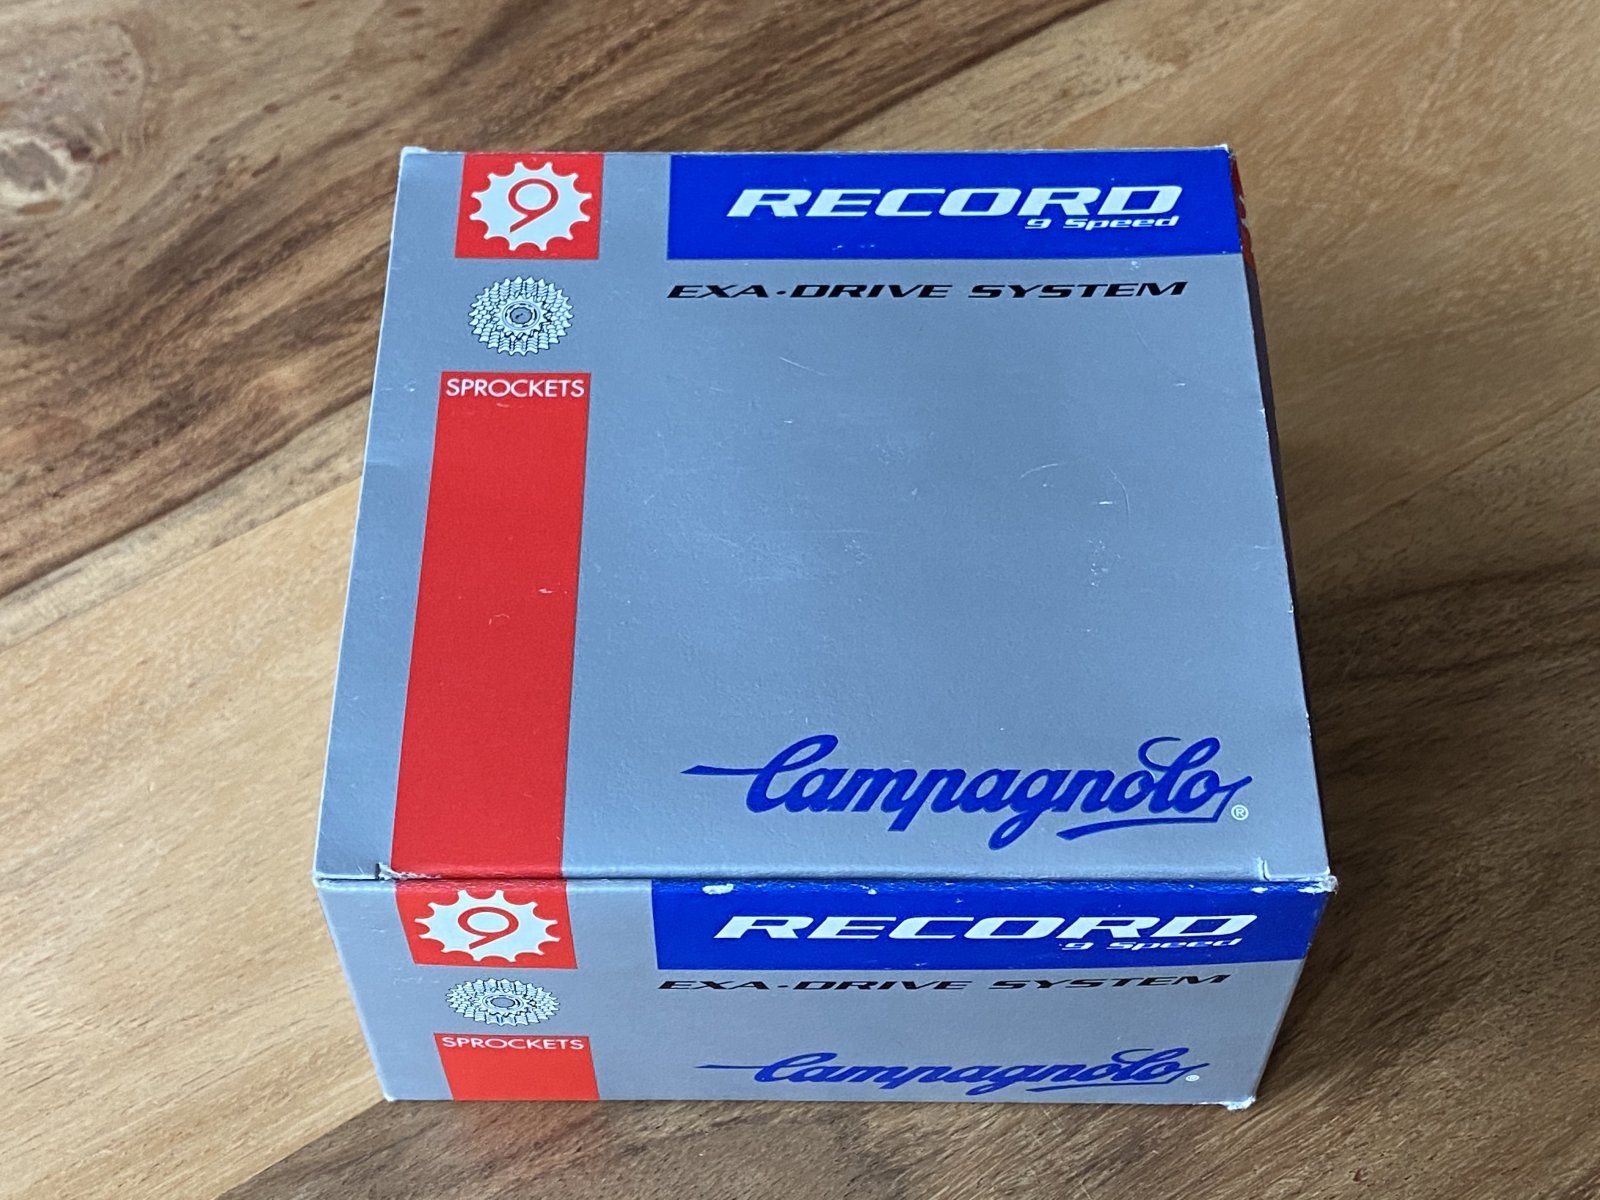 9
RECORD
9 Speed
EXA·DRIVE SYSTEM
SPROCKETS
Campagnolo®
9
RECORD
9 Speed
EXA·DRIVE SYSTEM
SPROCKETS
Campagnolo®